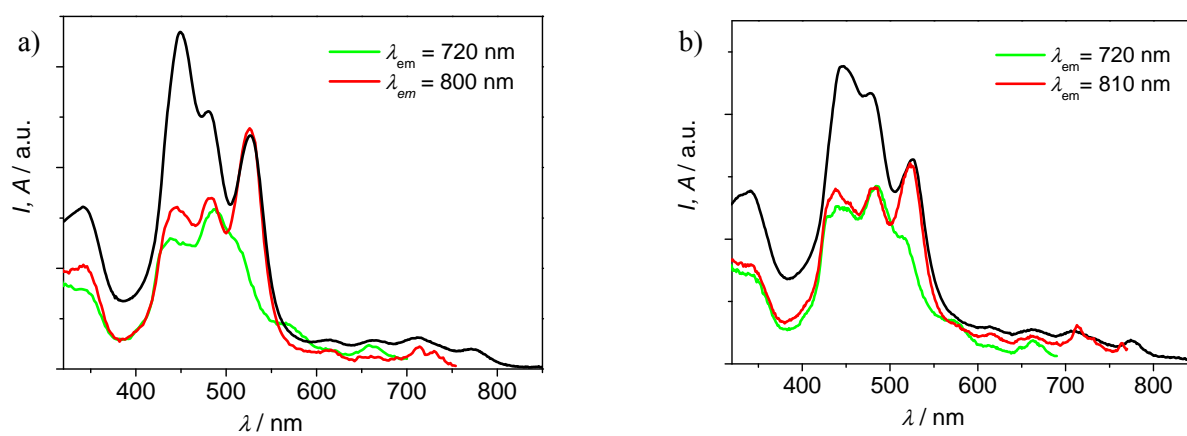 a)
λem = 720 nm
λem = 800 nm
I, A / a.u.
400 500 600 700 800
λ / nm
b)
λem = 720 nm
λem = 810 nm
I, A / a.u.
400 500 600 700 800
λ / nm